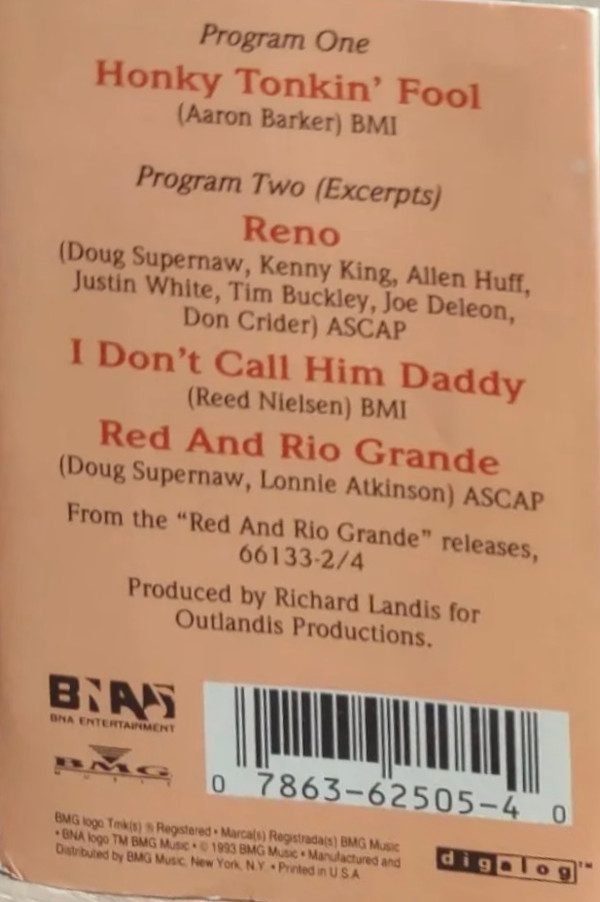 Program One
Honky Tonkin' Fool
(Aaron Barker) BMI
Program Two (Excerpts)
Reno
(Doug Supernaw, Kenny King, Allen Huff,
Justin White, Tim Buckley, Joe Deleon,
Don Crider) ASCAP
I Don't Call Him Daddy
(Reed Nielsen) BMI
Red And Rio Grande
(Doug Supernaw, Lonnie Atkinson) ASCAP
From the "Red And Rio Grande" releases,
66133-2/4
Produced by Richard Landis for
Outlandis Productions.
BNA
BNA ENTERTAINMENT
BMG
MUSIC
0 7863-62505-4 0
BMG logo Tmk(s) ® Registered • Marca(s) Registrada(s) BMG Music
• BNA logo TM BMG Music • © 1993 BMG Music • Manufactured and
Distributed by BMG Music, New York, N.Y. • Printed in U.S.A.
digalog™